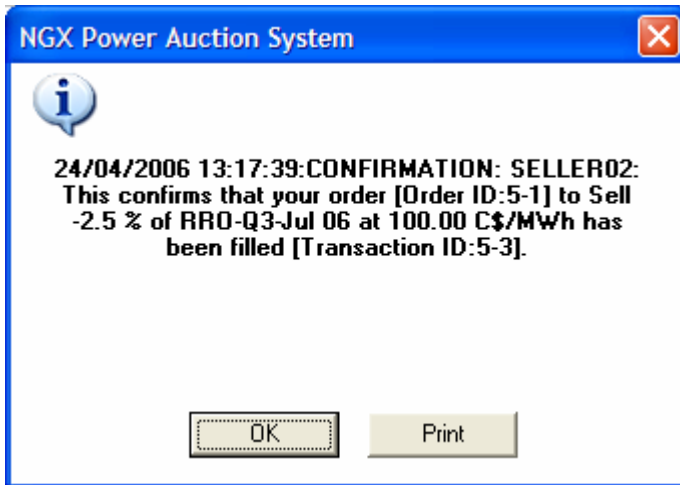 NGX Power Auction System
24/04/2006 13:17:39:CONFIRMATION: SELLER02:
This confirms that your order [Order ID:5-1] to Sell
-2.5 % of RRO-Q3-Jul 06 at 100.00 C$/MWh has
been filled [Transaction ID:5-3].
OK
Print